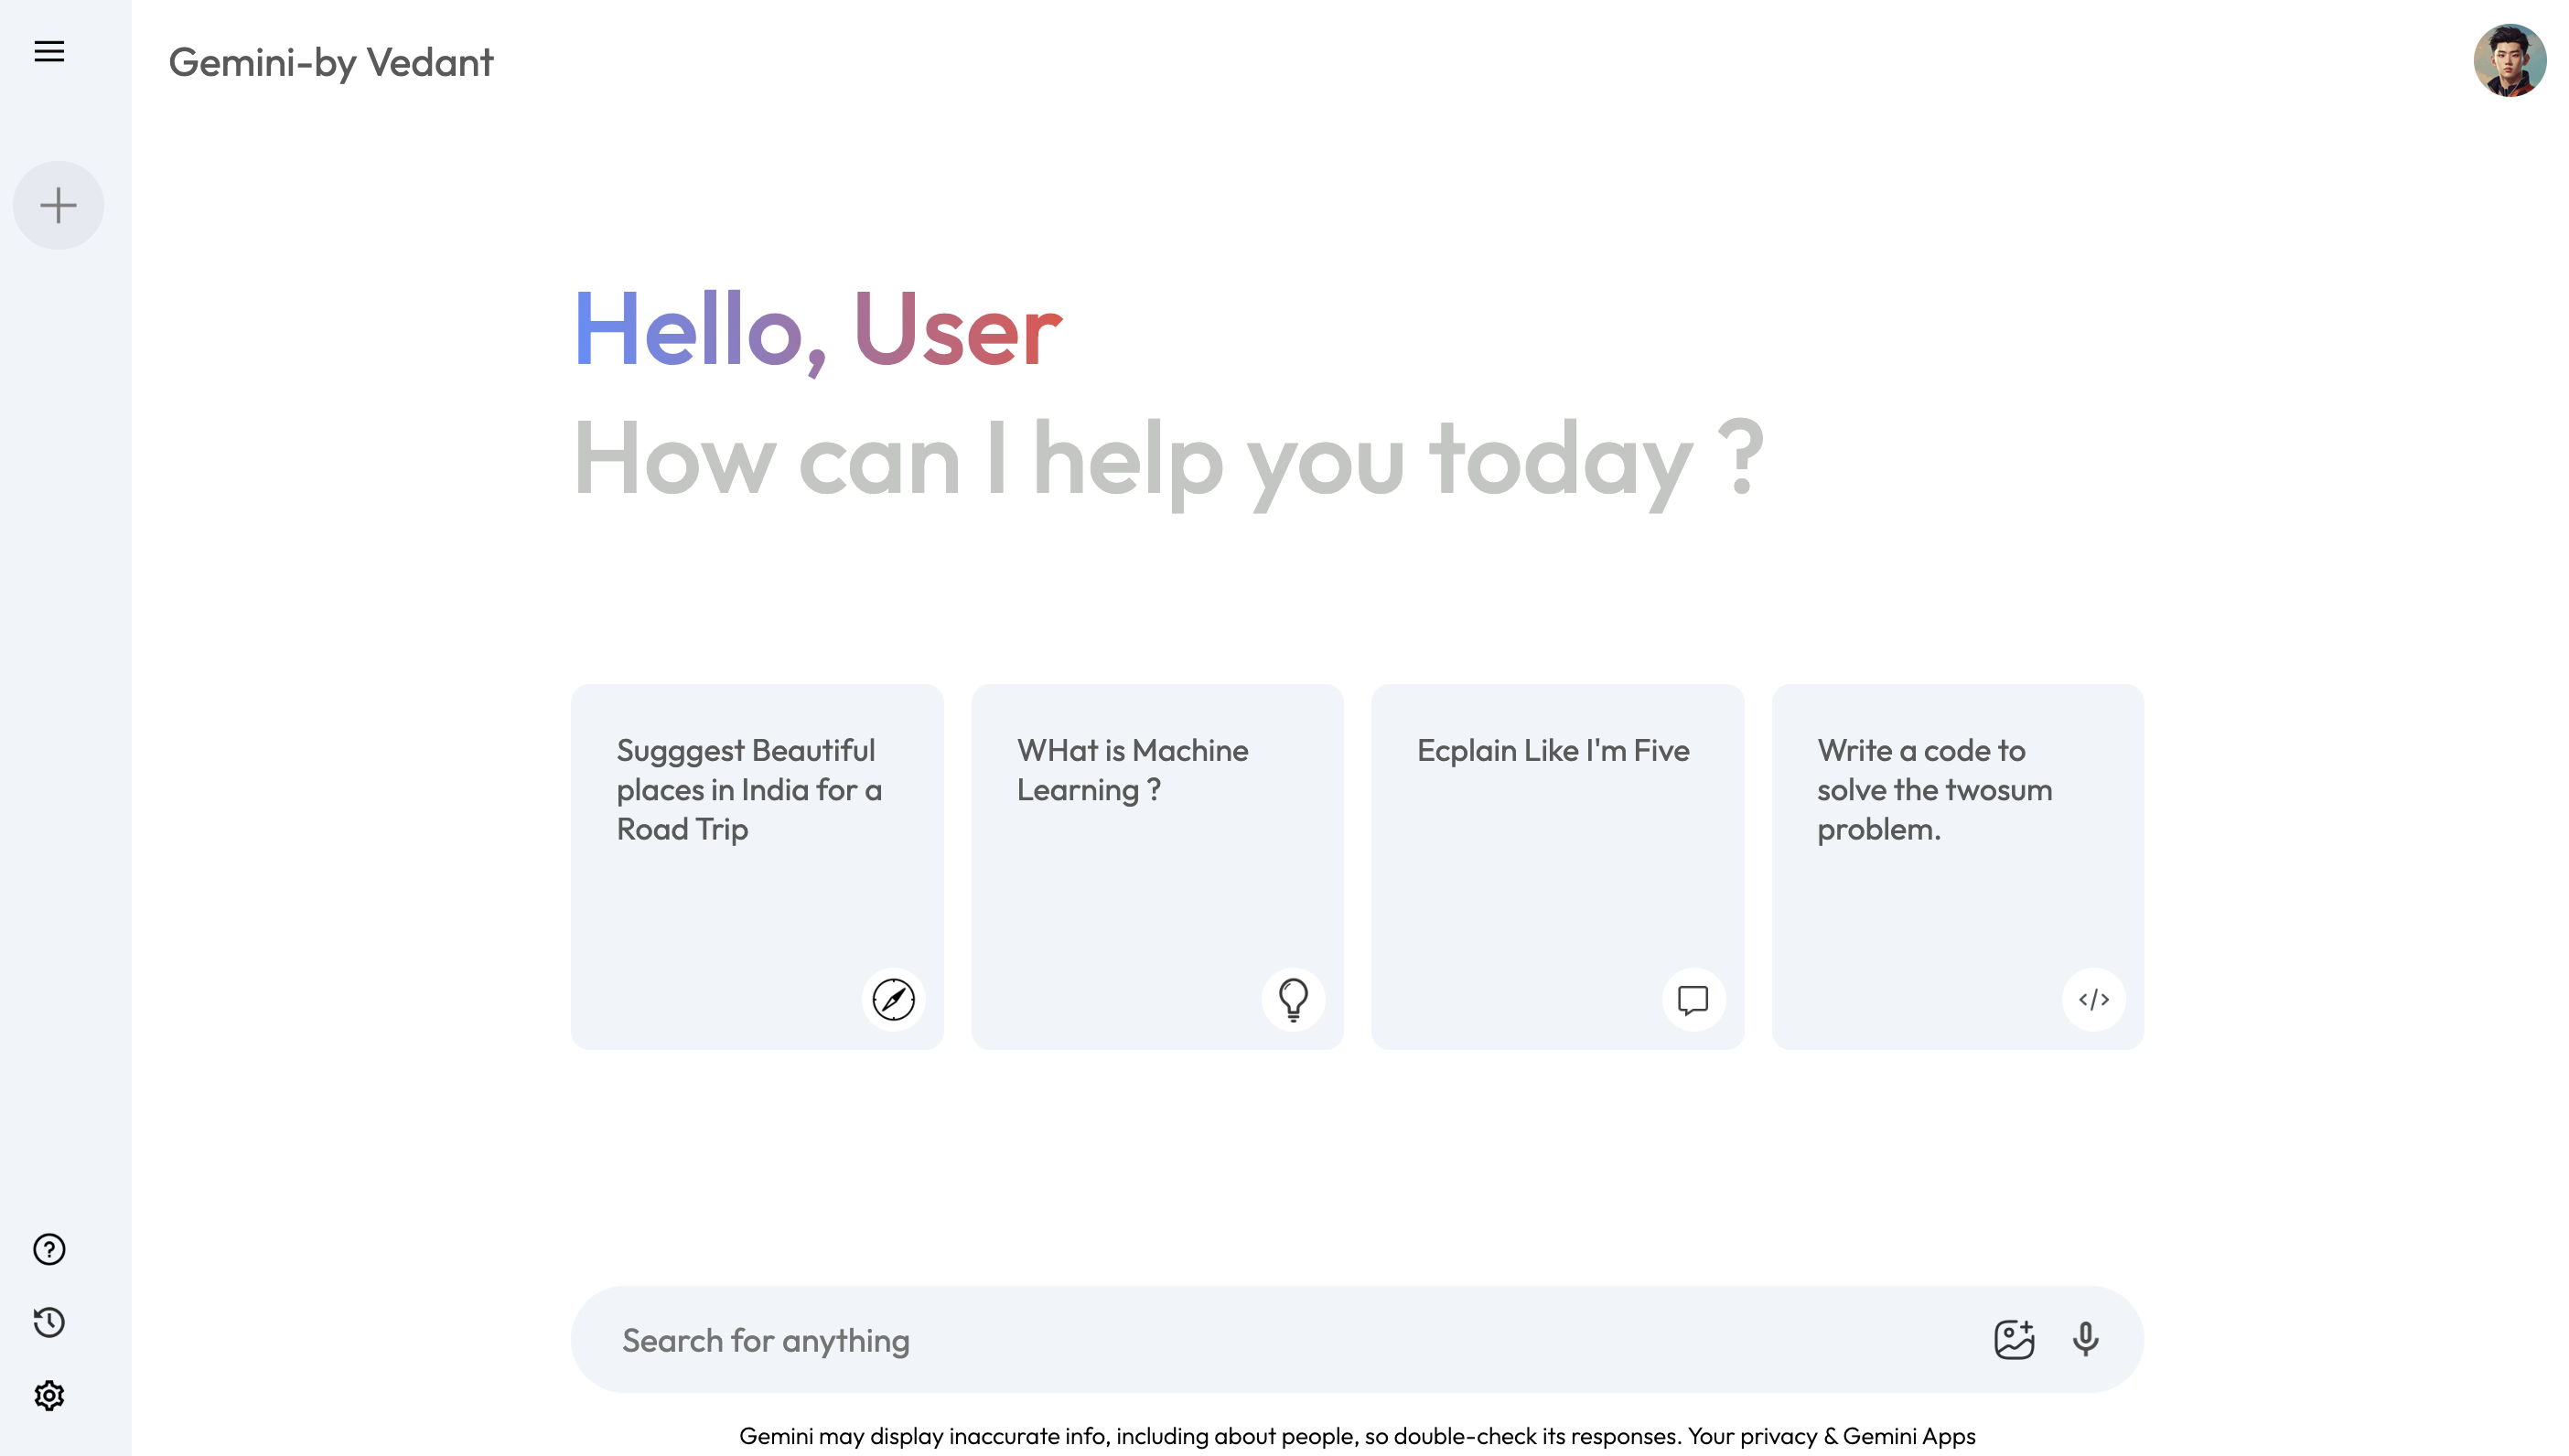 Gemini-by Vedant
Hello, User
How can I help you today ?
Sugggest Beautiful
places in India for a
Road Trip
WHat is Machine
Learning ?
Ecplain Like I'm Five
Write a code to
solve the twosum
problem.
Search for anything
Gemini may display inaccurate info, including about people, so double-check its responses. Your privacy & Gemini Apps